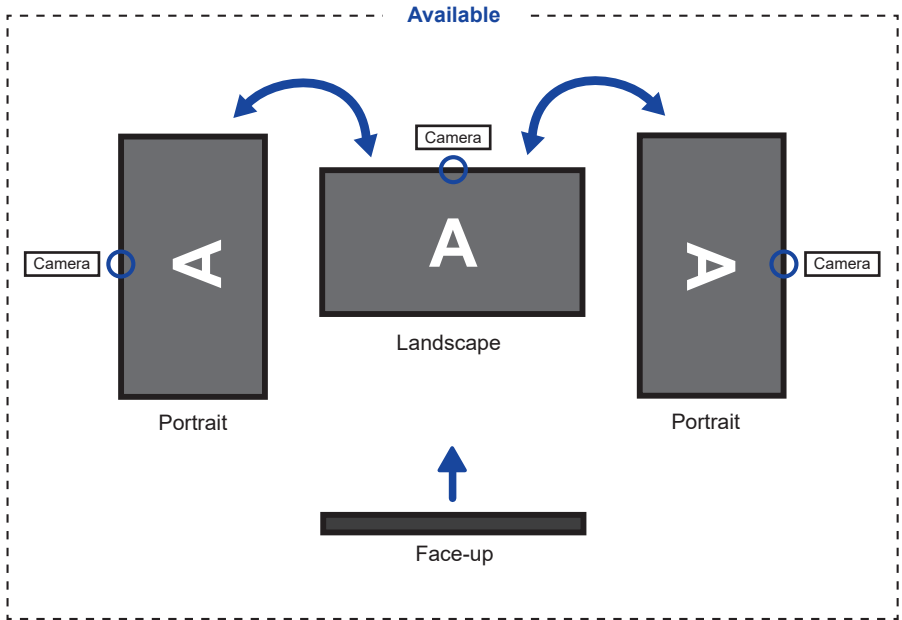 Available
Camera
Camera
A
A
A
Camera
Landscape
Portrait
Portrait
Face-up